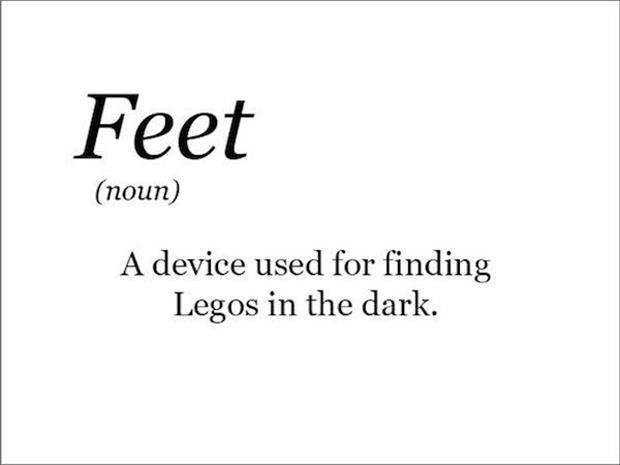 Feet
(noun)
A device used for finding
Legos in the dark.